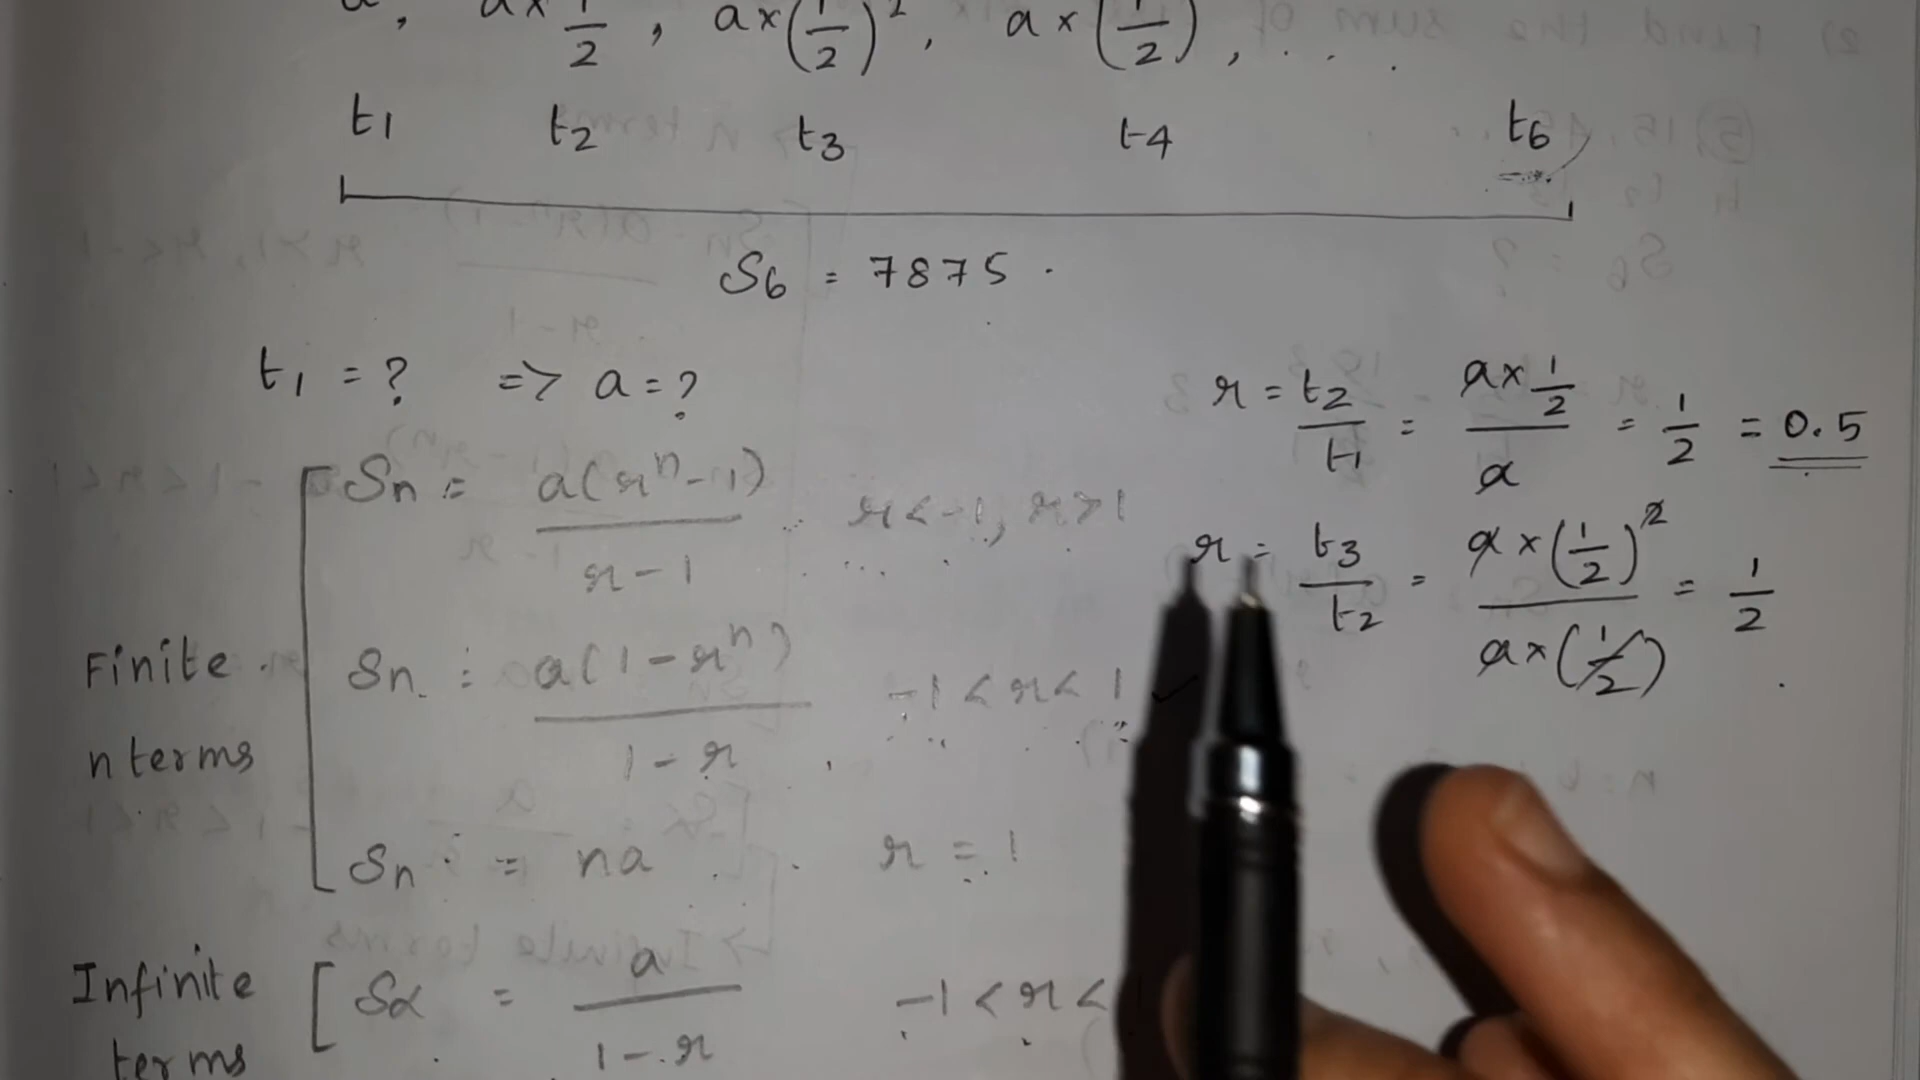 a, a × 1/2, a × (1/2)², a × (1/2), . . .
t1 t2 t3 t4 t6
S6 = 7875.
t1 = ? => a = ?
r = t2/t1 = (a × 1/2)/a = 1/2 = 0.5
Sn = a(rⁿ - 1)/(r - 1) r < -1, r > 1
r = t3/t2 = (a × (1/2)²)/(a × (1/2)) = 1/2
Finite
n terms
Sn = a(1 - rⁿ)/(1 - r) -1 < r < 1 ✓
Sn = na r = 1
Infinite
terms
[ Sα = a/(1 - r) -1 < r <